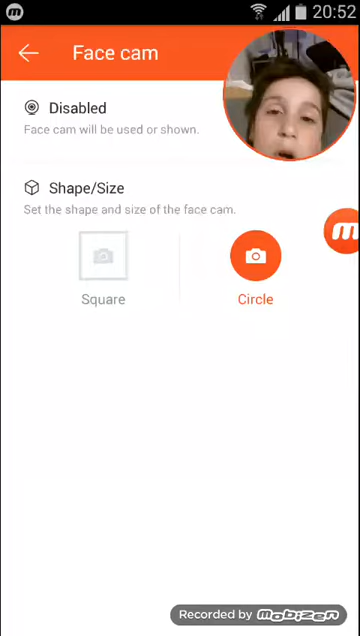 20:52
Face cam
Disabled
Face cam will be used or shown.
Shape/Size
Set the shape and size of the face cam.
Square
Circle
Recorded by mobizen